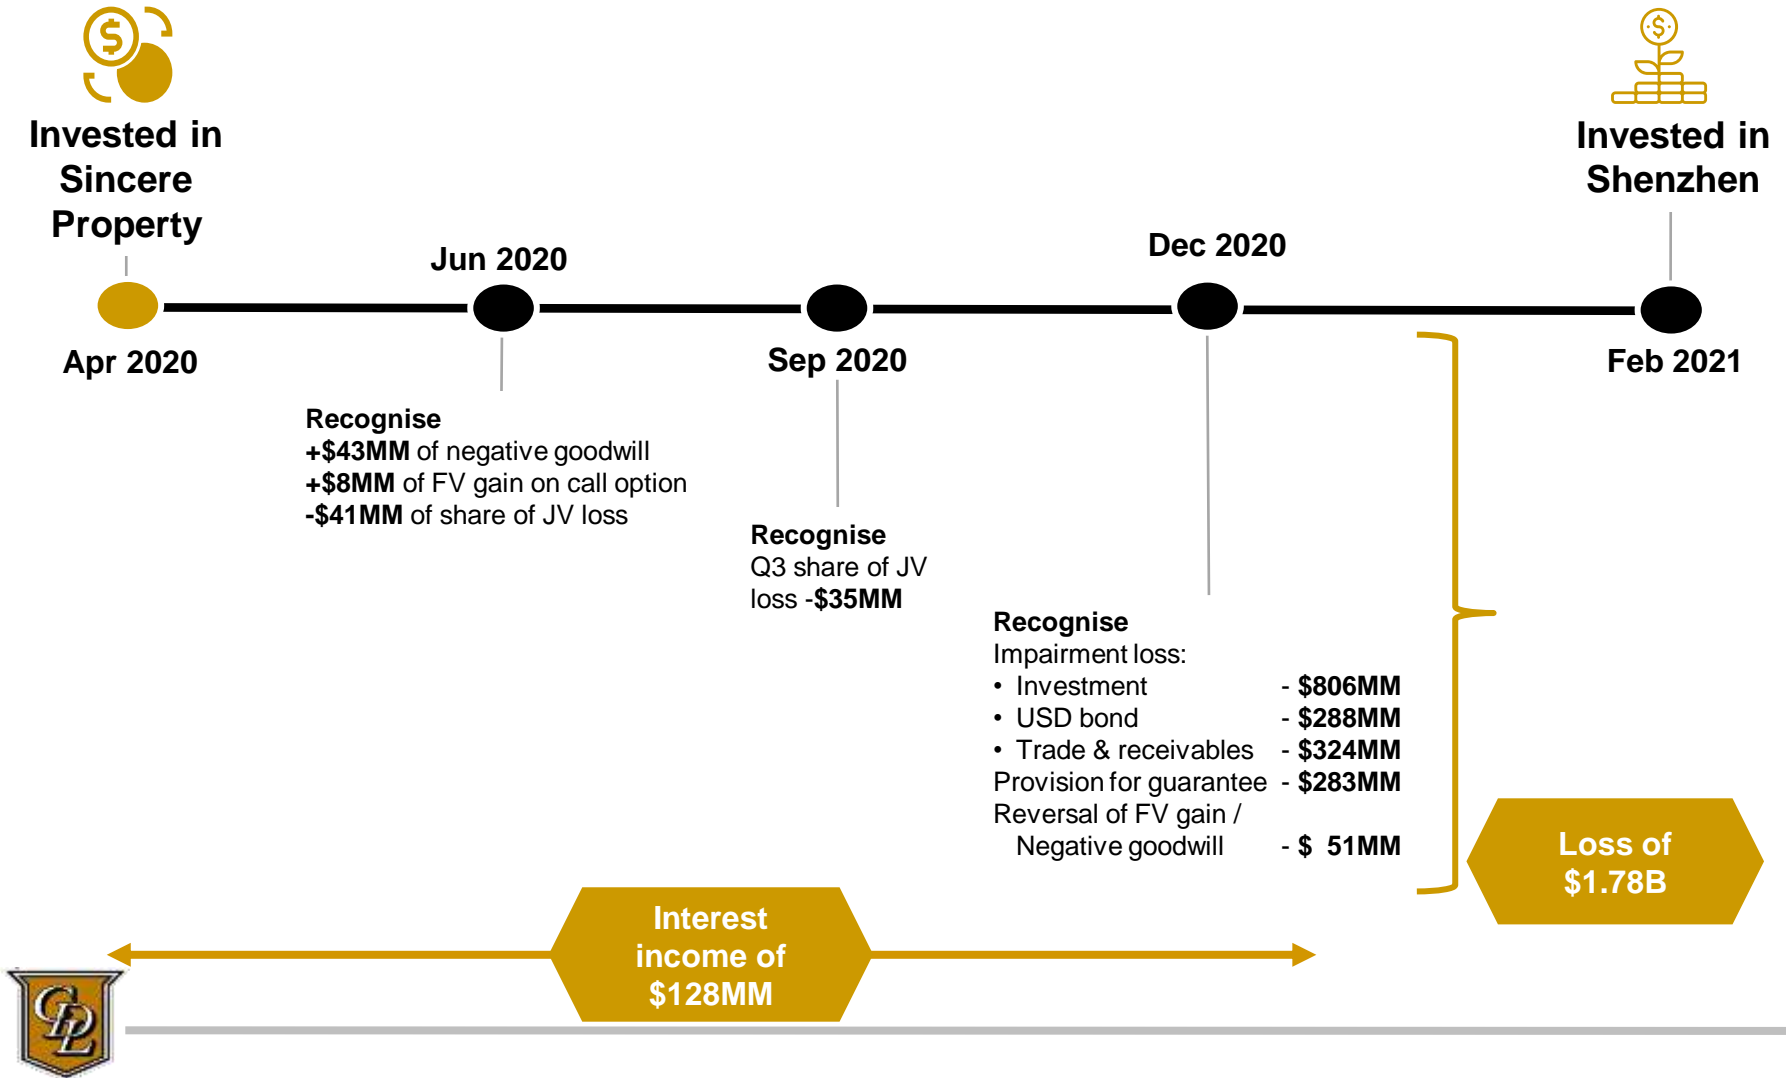 $
Invested in
Sincere
Property
$
Invested in
Shenzhen
Jun 2020
Dec 2020
Apr 2020
Sep 2020
Feb 2021
Recognise
+$43MM of negative goodwill
+$8MM of FV gain on call option
-$41MM of share of JV loss
Recognise
Q3 share of JV
loss -$35MM
Recognise
Impairment loss:
• Investment - $806MM
• USD bond - $288MM
• Trade & receivables - $324MM
Provision for guarantee - $283MM
Reversal of FV gain /
Negative goodwill - $ 51MM
Loss of
$1.78B
Interest
income of
$128MM
CDL